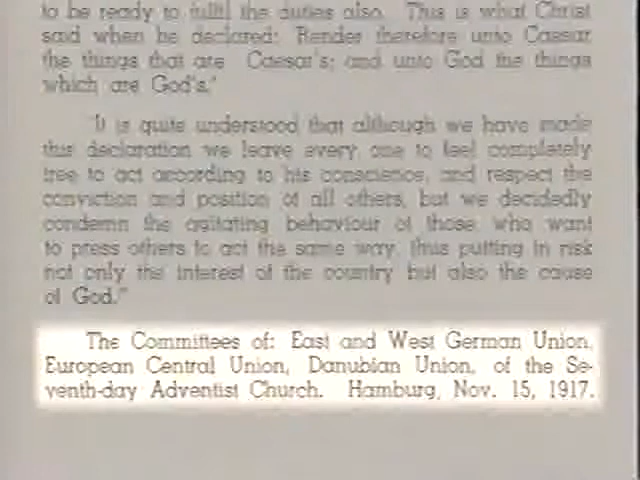 to be ready to fulfil the duties also. This is what Christ
said when he declared: 'Render therefore unto Caesar
the things that are Caesar's; and unto God the things
which are God's.'
'It is quite understood that although we have made
this declaration we leave every one to feel completely
free to act according to his conscience, and respect the
conviction and position of all others, but we decidedly
condemn the agitating behaviour of those who want
to press others to act the same way, thus putting in risk
not only the interest of the country but also the cause
of God."
The Committees of: East and West German Union,
European Central Union, Danubian Union, of the Se-
venth-day Adventist Church. Hamburg, Nov. 15, 1917.